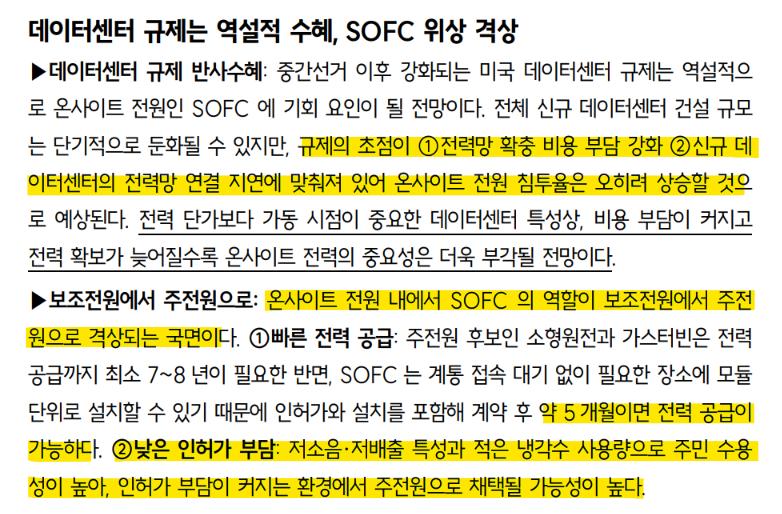 데이터센터 규제는 역설적 수혜, SOFC 위상 격상
▶데이터센터 규제 반사수혜: 중간선거 이후 강화되는 미국 데이터센터 규제는 역설적으
로 온사이트 전원인 SOFC 에 기회 요인이 될 전망이다. 전체 신규 데이터센터 건설 규모
는 단기적으로 둔화될 수 있지만, 규제의 초점이 ①전력망 확충 비용 부담 강화 ②신규 데
이터센터의 전력망 연결 지연에 맞춰져 있어 온사이트 전원 침투율은 오히려 상승할 것으
로 예상된다. 전력 단가보다 가동 시점이 중요한 데이터센터 특성상, 비용 부담이 커지고
전력 확보가 늦어질수록 온사이트 전력의 중요성은 더욱 부각될 전망이다.
▶보조전원에서 주전원으로: 온사이트 전원 내에서 SOFC 의 역할이 보조전원에서 주전
원으로 격상되는 국면이다. ①빠른 전력 공급: 주전원 후보인 소형원전과 가스터빈은 전력
공급까지 최소 7~8 년이 필요한 반면, SOFC 는 계통 접속 대기 없이 필요한 장소에 모듈
단위로 설치할 수 있기 때문에 인허가와 설치를 포함해 계약 후 약 5 개월이면 전력 공급이
가능하다. ②낮은 인허가 부담: 저소음·저배출 특성과 적은 냉각수 사용량으로 주민 수용
성이 높아, 인허가 부담이 커지는 환경에서 주전원으로 채택될 가능성이 높다.